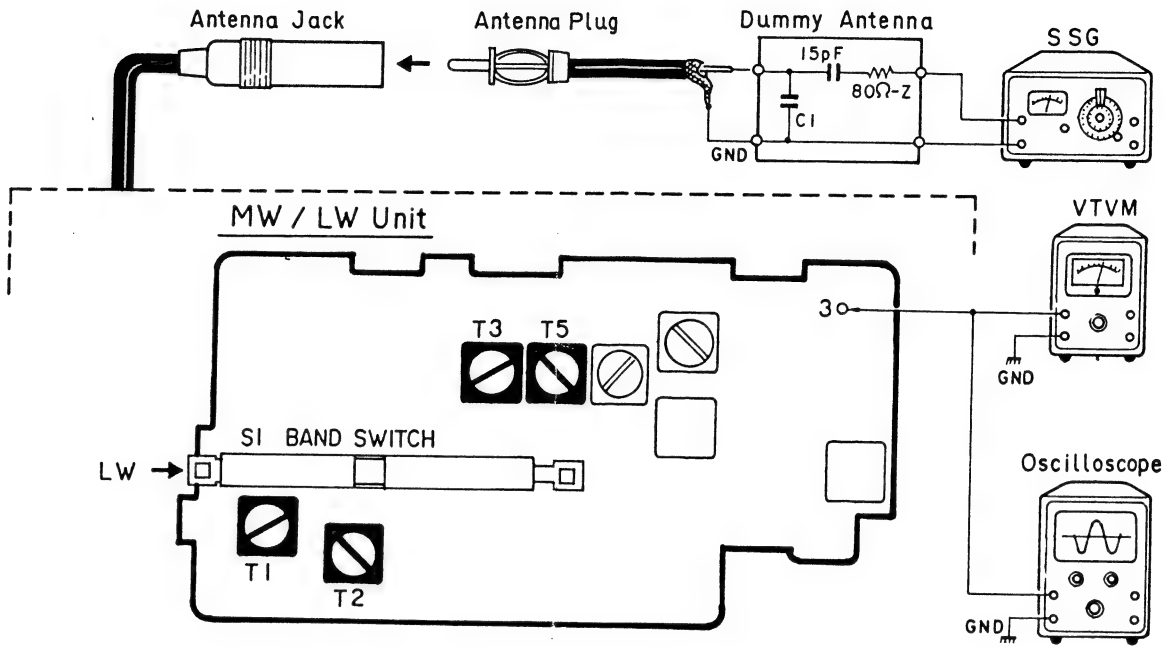 Antenna Jack
Antenna Plug
Dummy Antenna
SSG
15pF
80Ω-Z
C1
GND
MW / LW Unit
VTVM
3
T3 T5
GND
S1 BAND SWITCH
LW
Oscilloscope
T1
T2
GND